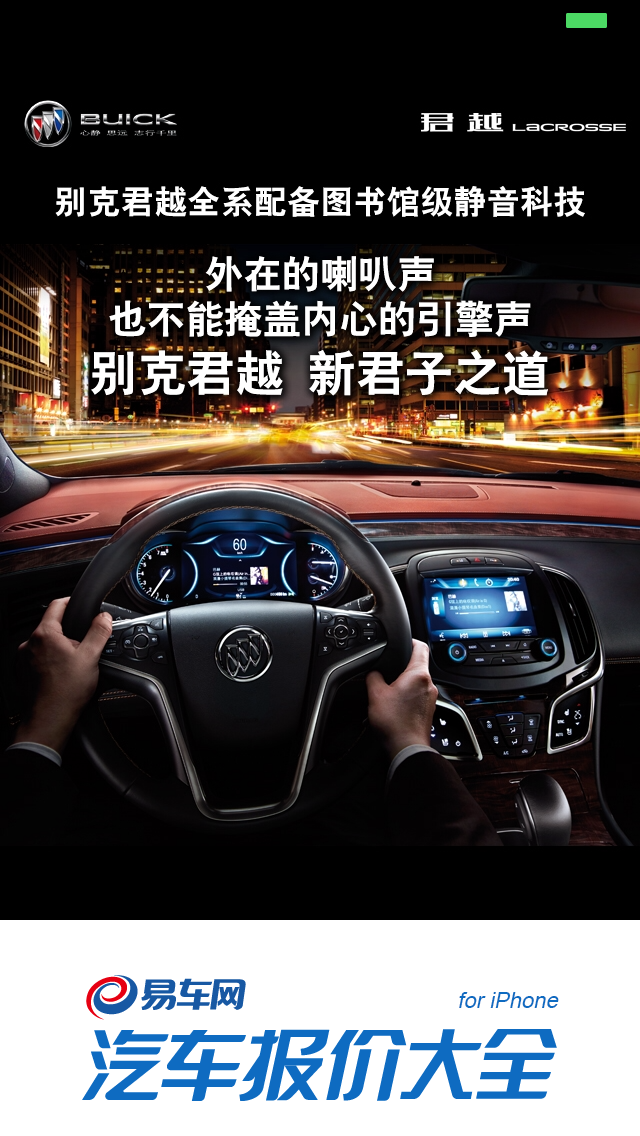 BUICK
心静 思远 志行千里
君越 LaCROSSE
别克君越全系配备图书馆级静音科技
外在的喇叭声
也不能掩盖内心的引擎声
别克君越 新君子之道
60
易车网
for iPhone
汽车报价大全